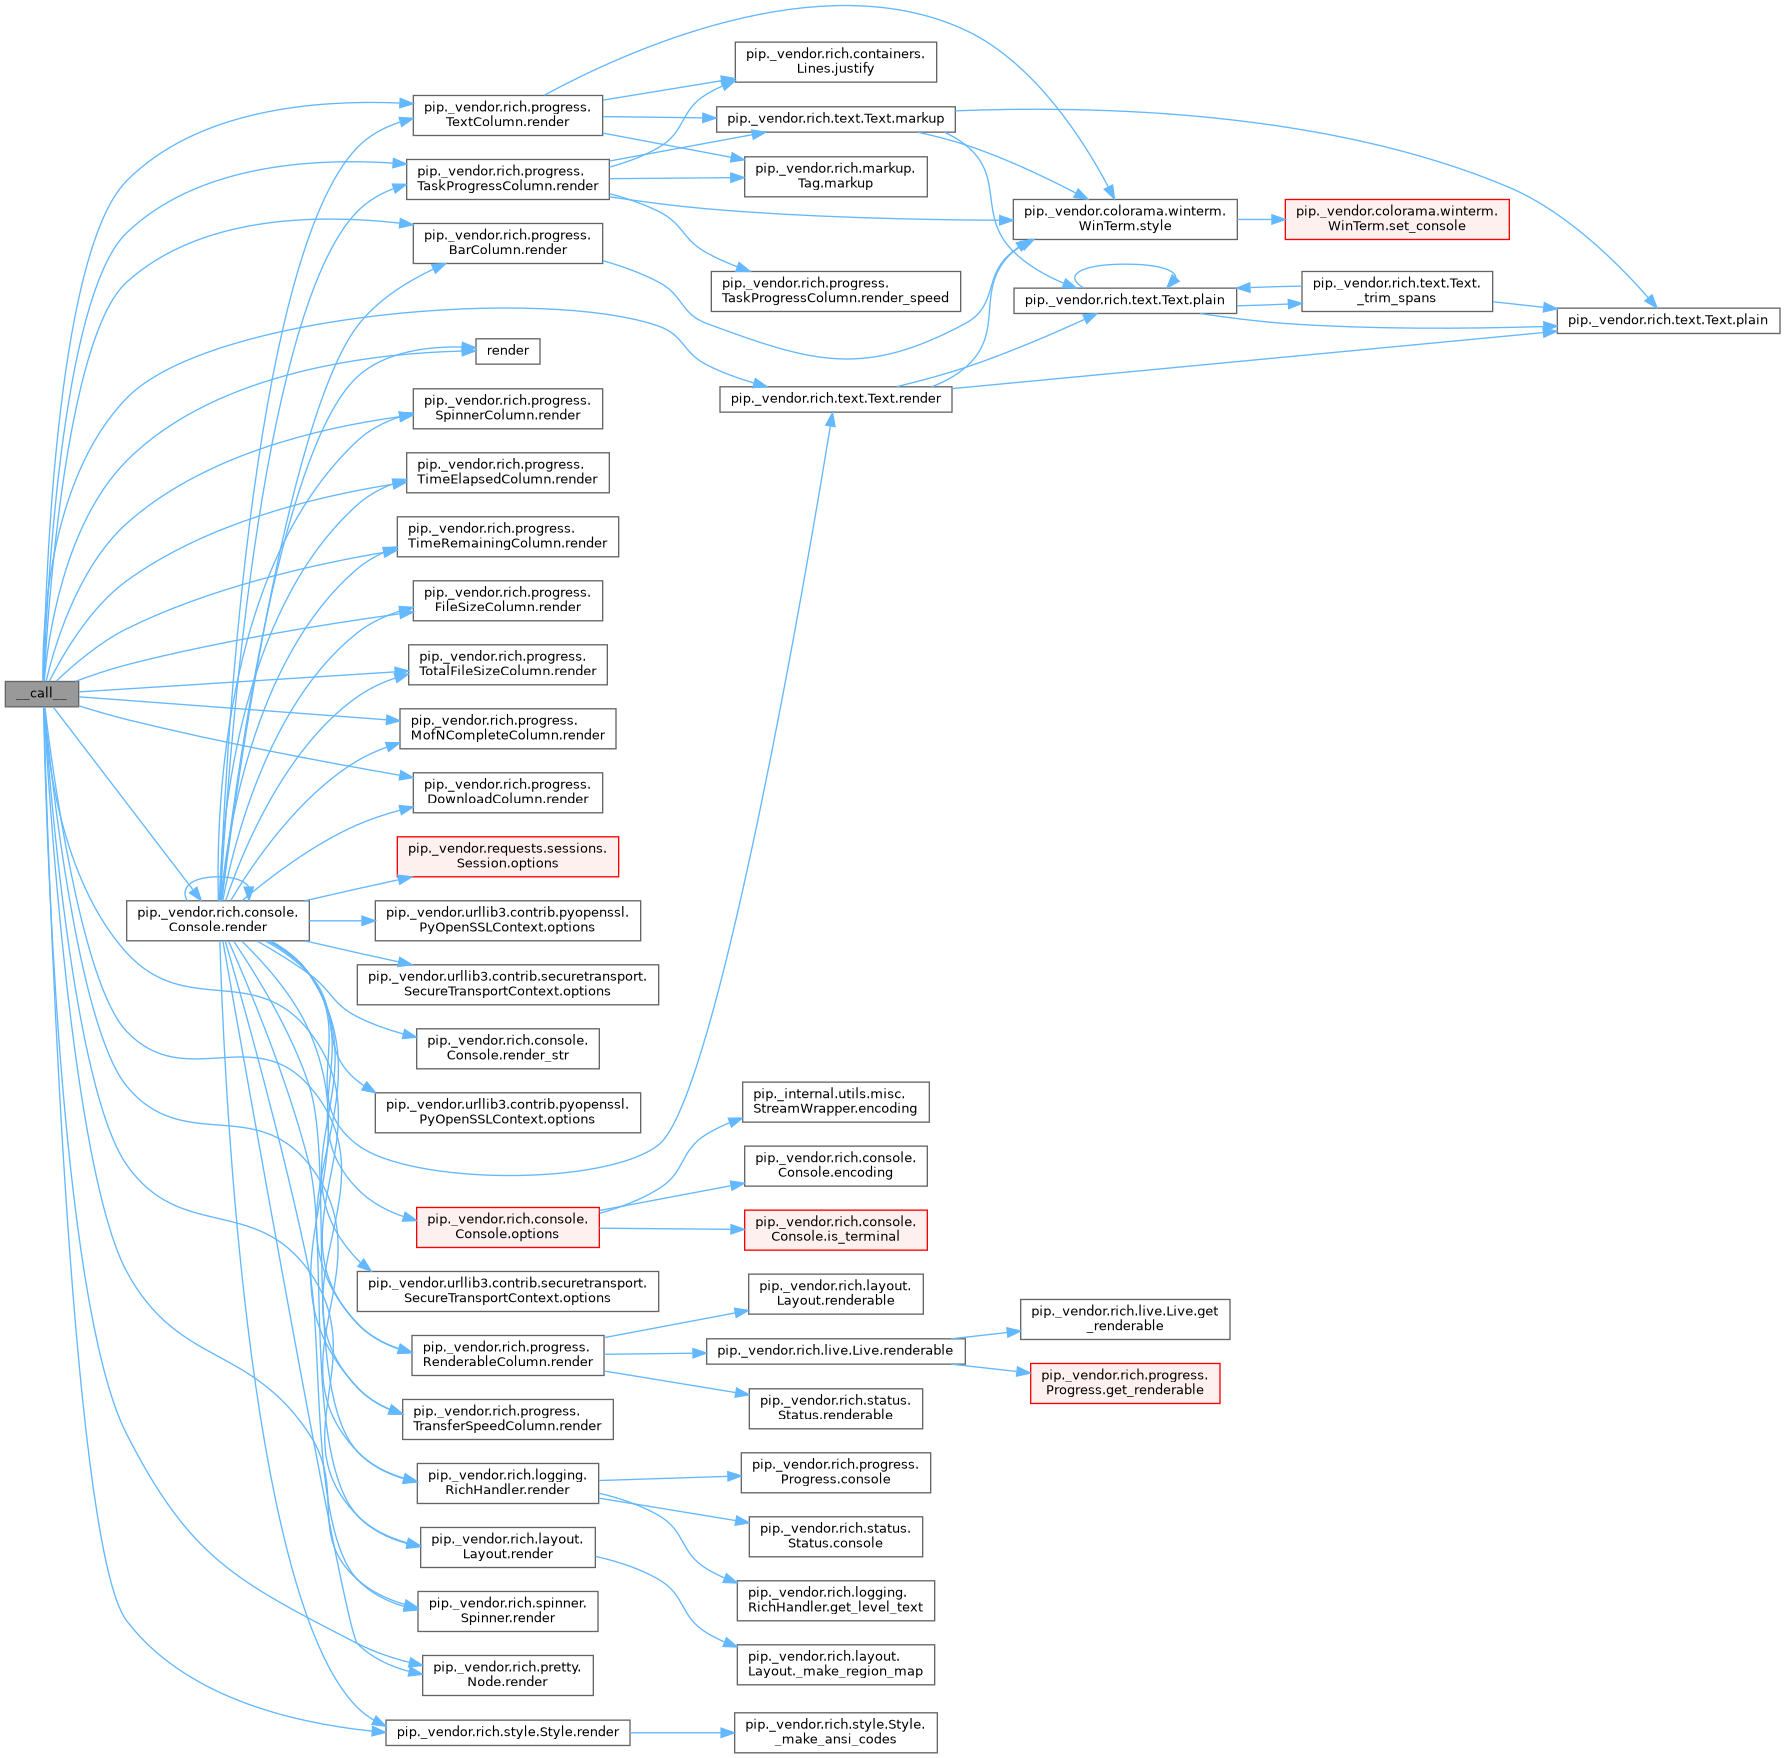 __call__
pip._vendor.rich.console.
Console.render
pip._vendor.rich.progress.
TextColumn.render
pip._vendor.rich.progress.
TaskProgressColumn.render
pip._vendor.rich.progress.
BarColumn.render
render
pip._vendor.rich.progress.
SpinnerColumn.render
pip._vendor.rich.progress.
TimeElapsedColumn.render
pip._vendor.rich.progress.
TimeRemainingColumn.render
pip._vendor.rich.progress.
FileSizeColumn.render
pip._vendor.rich.progress.
TotalFileSizeColumn.render
pip._vendor.rich.progress.
MofNCompleteColumn.render
pip._vendor.rich.progress.
DownloadColumn.render
pip._vendor.requests.sessions.
Session.options
pip._vendor.urllib3.contrib.pyopenssl.
PyOpenSSLContext.options
pip._vendor.urllib3.contrib.securetransport.
SecureTransportContext.options
pip._vendor.rich.console.
Console.render_str
pip._vendor.urllib3.contrib.pyopenssl.
PyOpenSSLContext.options
pip._vendor.rich.console.
Console.options
pip._vendor.urllib3.contrib.securetransport.
SecureTransportContext.options
pip._vendor.rich.progress.
RenderableColumn.render
pip._vendor.rich.progress.
TransferSpeedColumn.render
pip._vendor.rich.logging.
RichHandler.render
pip._vendor.rich.layout.
Layout.render
pip._vendor.rich.spinner.
Spinner.render
pip._vendor.rich.pretty.
Node.render
pip._vendor.rich.style.Style.render
pip._vendor.rich.containers.
Lines.justify
pip._vendor.rich.text.Text.markup
pip._vendor.rich.markup.
Tag.markup
pip._vendor.rich.progress.
TaskProgressColumn.render_speed
pip._vendor.rich.text.Text.render
pip._internal.utils.misc.
StreamWrapper.encoding
pip._vendor.rich.console.
Console.encoding
pip._vendor.rich.console.
Console.is_terminal
pip._vendor.rich.layout.
Layout.renderable
pip._vendor.rich.live.Live.renderable
pip._vendor.rich.status.
Status.renderable
pip._vendor.rich.progress.
Progress.console
pip._vendor.rich.status.
Status.console
pip._vendor.rich.logging.
RichHandler.get_level_text
pip._vendor.rich.layout.
Layout._make_region_map
pip._vendor.rich.style.Style.
_make_ansi_codes
pip._vendor.colorama.winterm.
WinTerm.style
pip._vendor.rich.text.Text.plain
pip._vendor.rich.live.Live.get
_renderable
pip._vendor.rich.progress.
Progress.get_renderable
pip._vendor.colorama.winterm.
WinTerm.set_console
pip._vendor.rich.text.Text.
_trim_spans
pip._vendor.rich.text.Text.plain